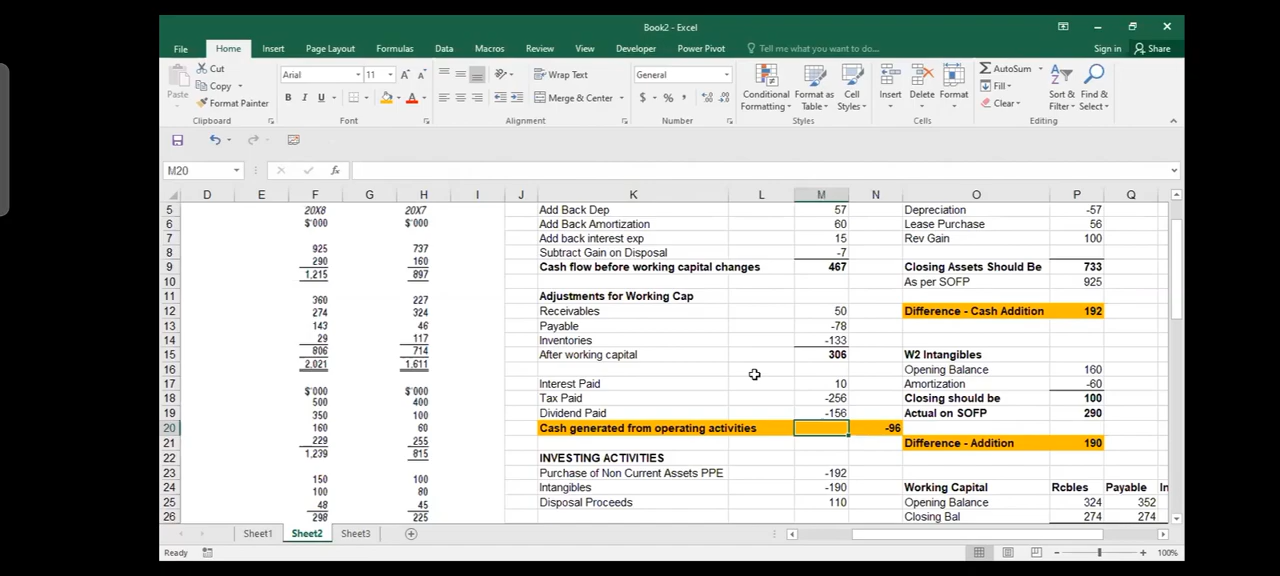 Book2 - Excel
File Home Insert Page Layout Formulas Data Macros Review View Developer Power Pivot Tell me what you want to do... Sign in Share
Cut
Copy
Format Painter
Paste
Clipboard
Arial 11
B I U
Font
Wrap Text
Merge & Center
Alignment
General
$ % ,
Number
Conditional Formatting
Format as Table
Cell Styles
Styles
Insert Delete Format
Cells
AutoSum
Fill
Clear
Sort & Filter
Find & Select
Editing
M20 fx
D E F G H I J K L M N O P Q
5 20X8 20X7 Add Back Dep 57 Depreciation -57
6 $'000 $'000 Add Back Amortization 60 Lease Purchase 56
7 Add back interest exp 15 Rev Gain 100
8 925 737 Subtract Gain on Disposal -7
9 290 160 Cash flow before working capital changes 467 Closing Assets Should Be 733
10 1,215 897 As per SOFP 925
11 360 227 Adjustments for Working Cap
12 274 324 Receivables 50 Difference - Cash Addition 192
13 143 46 Payable -78
14 29 117 Inventories -133
15 806 714 After working capital 306 W2 Intangibles
16 2,021 1,611 Opening Balance 160
17 $'000 $'000 Interest Paid 10 Amortization -60
18 500 400 Tax Paid -256 Closing should be 100
19 350 100 Dividend Paid -156 Actual on SOFP 290
20 160 60 Cash generated from operating activities -96
21 229 255 Difference - Addition 190
22 1,239 815 INVESTING ACTIVITIES
23 150 100 Purchase of Non Current Assets PPE -192
24 100 80 Intangibles -190 Working Capital Rcbles Payable In
25 48 45 Disposal Proceeds 110 Opening Balance 324 352
26 298 225 Closing Bal 274 274
Sheet1 Sheet2 Sheet3
Ready 100%